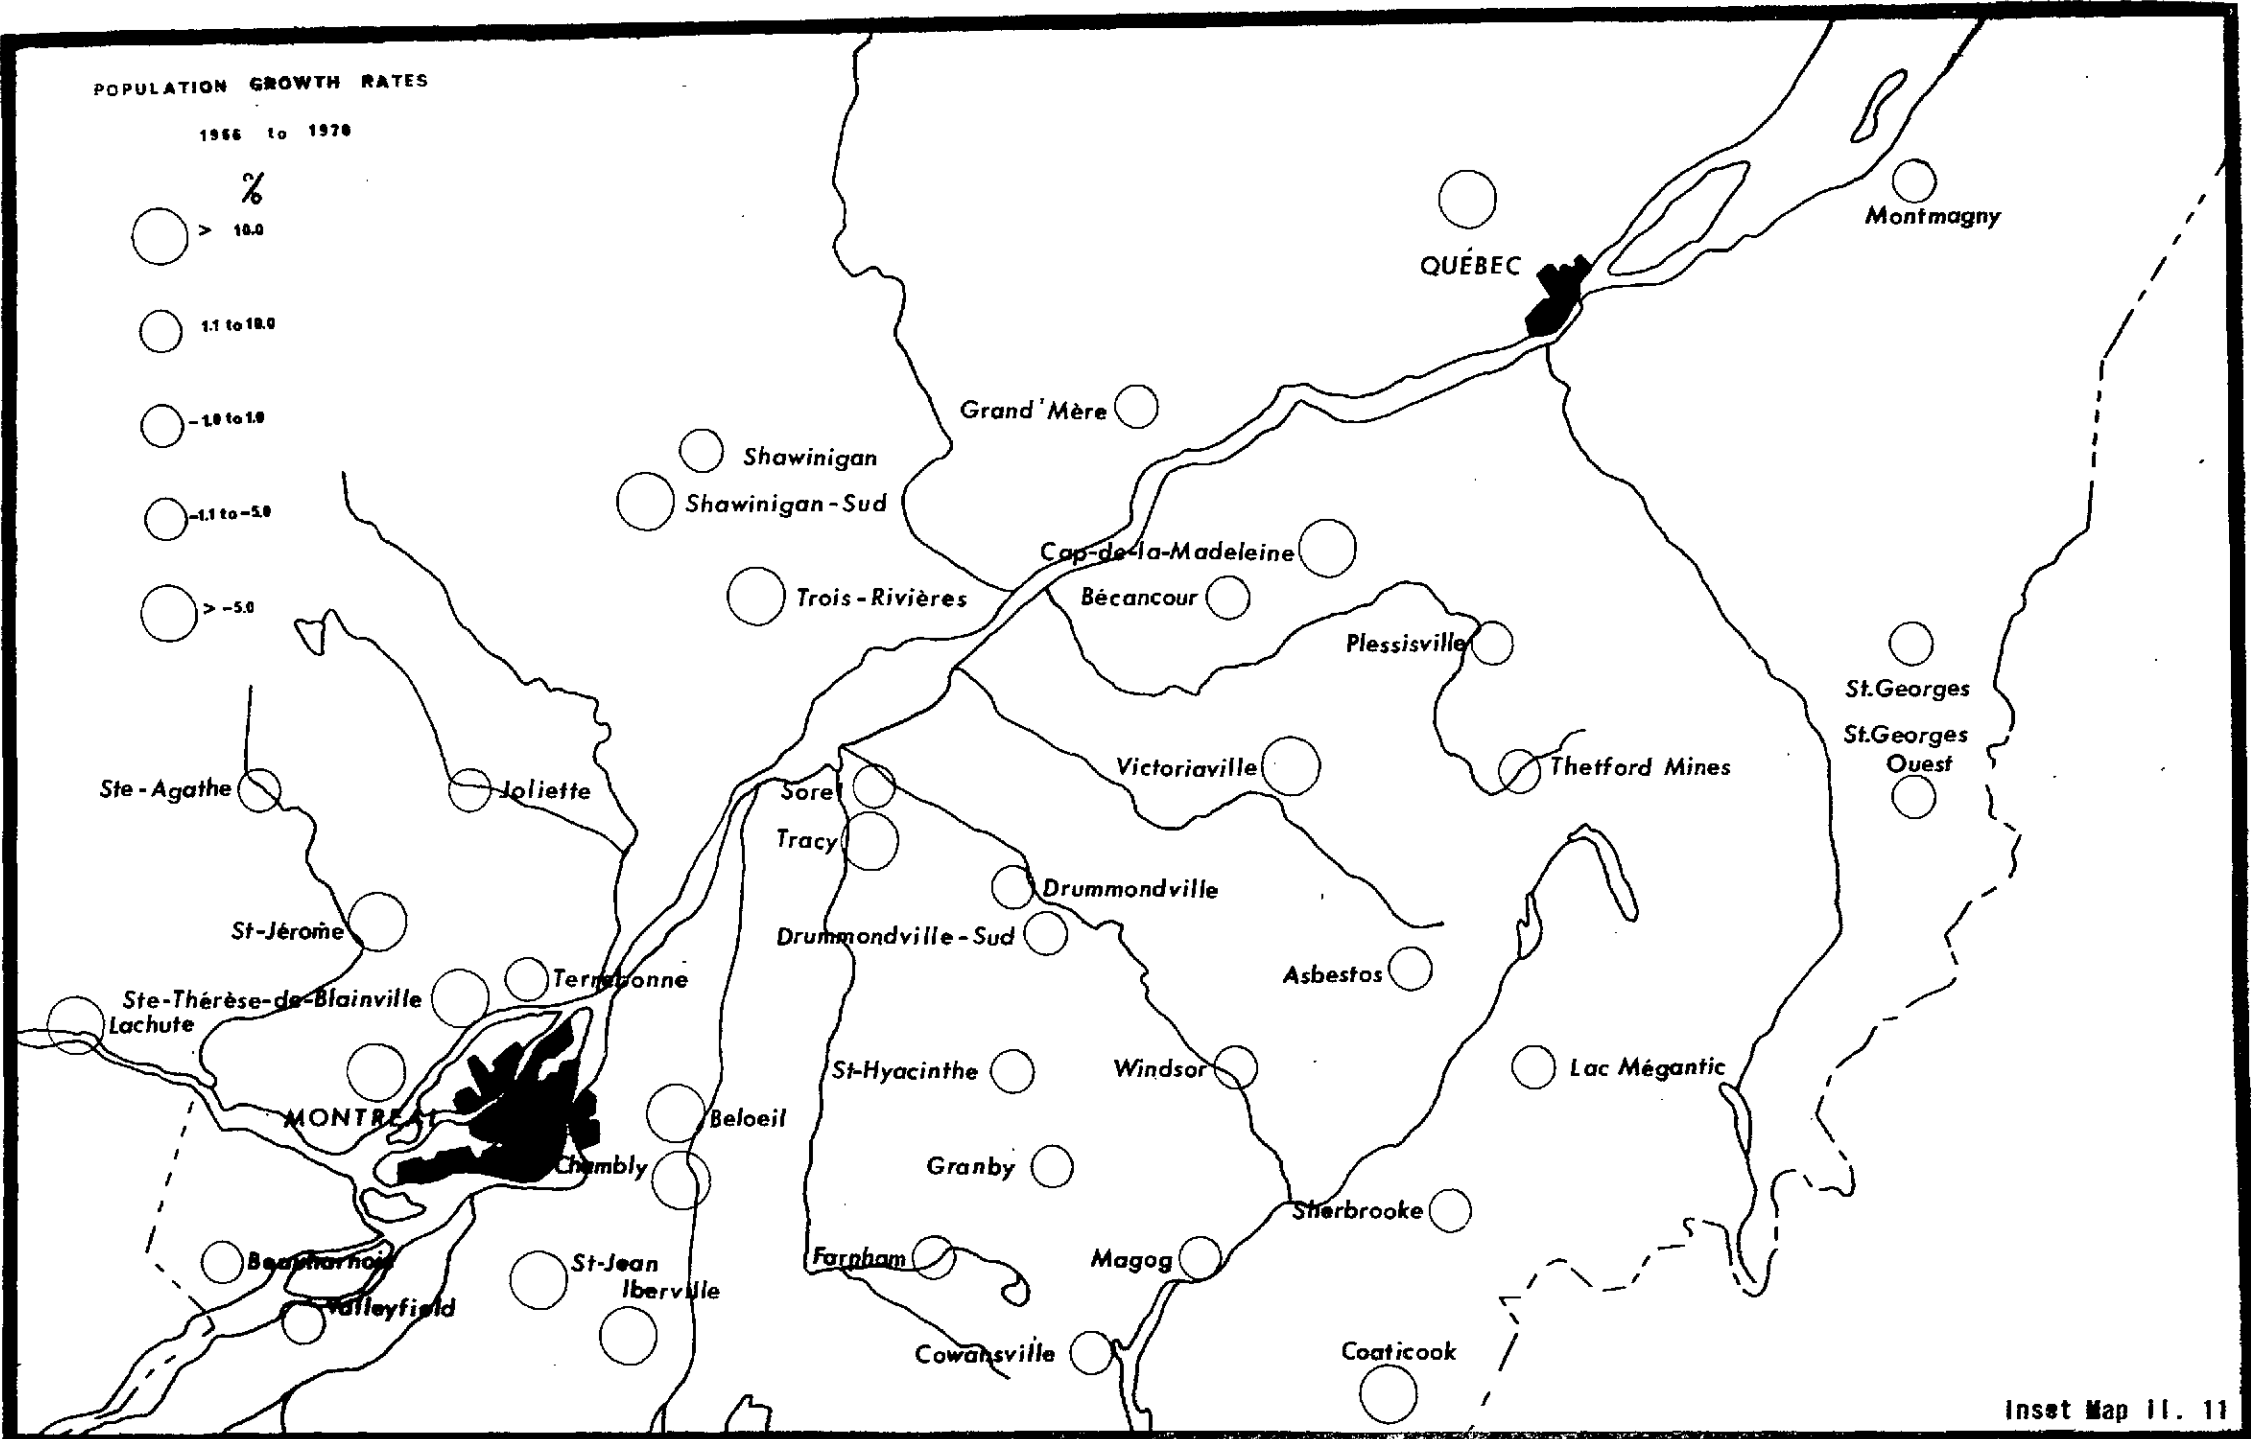 POPULATION GROWTH RATES
1966 to 1970
%
> 10.0
1.1 to 10.0
-1.0 to 1.0
-1.1 to -5.0
> -5.0
QUÉBEC
Montmagny
Grand'Mère
Shawinigan
Shawinigan-Sud
Cap-de-la-Madeleine
Trois-Rivières
Bécancour
Plessisville
St.Georges
St.Georges
Ouest
Victoriaville
Thetford Mines
Ste-Agathe
Joliette
Sorel
Tracy
Drummondville
St-Jérome
Drummondville-Sud
Asbestos
Terrebonne
Ste-Thérèse-de-Blainville
Lachute
St-Hyacinthe
Windsor
Lac Mégantic
MONTREAL
Beloeil
Chambly
Granby
Sherbrooke
Beauharnois
St-Jean
Farnham
Magog
Iberville
Valleyfield
Cowansville
Coaticook
Inset Map II. 11